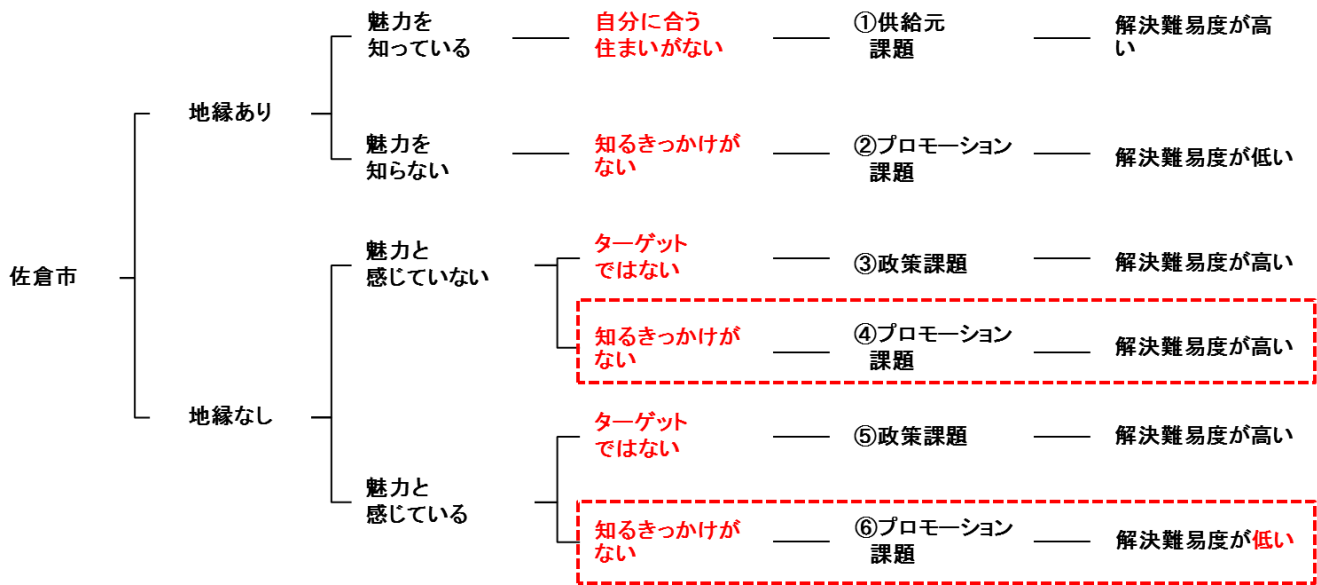 佐倉市
地縁あり
魅力を
知っている
自分に合う
住まいがない
①供給元
課題
解決難易度が高
い
魅力を
知らない
知るきっかけが
ない
②プロモーション
課題
解決難易度が低い
地縁なし
魅力と
感じていない
ターゲット
ではない
③政策課題
解決難易度が高い
知るきっかけが
ない
④プロモーション
課題
解決難易度が高い
魅力と
感じている
ターゲット
ではない
⑤政策課題
解決難易度が高い
知るきっかけが
ない
⑥プロモーション
課題
解決難易度が低い